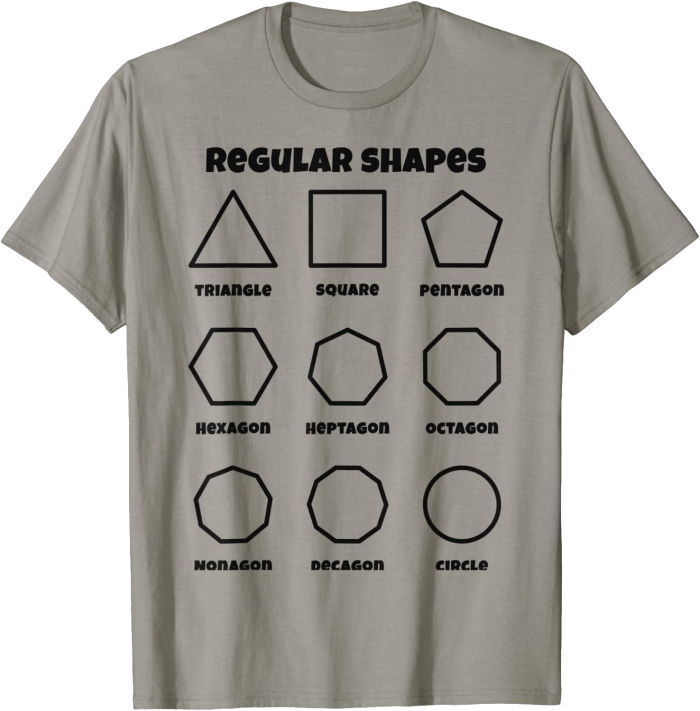 REGULAR SHAPES
TRIANGLE SQUARE PENTAGON
HEXAGON HEPTAGON OCTAGON
NONAGON DECAGON CIRCLE